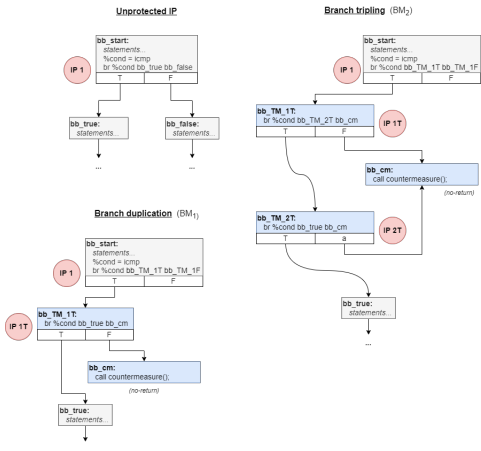 Unprotected IP
bb_start:
statements...
%cond = icmp
br %cond bb_true bb_false
IP 1
T F
bb_true:
statements...
bb_false:
statements...
...
...
Branch duplication (BM1)
bb_start:
statements...
%cond = icmp
br %cond bb_TM_1T bb_TM_1F
IP 1
T F
bb_TM_1T:
br %cond bb_true bb_cm
IP 1T
T F
bb_cm:
call countermeasure();
(no-return)
bb_true:
statements...
Branch tripling (BM2)
bb_start:
statements...
%cond = icmp
br %cond bb_TM_1T bb_TM_1F
IP 1
T F
bb_TM_1T:
br %cond bb_TM_2T bb_cm
IP 1T
T F
bb_cm:
call countermeasure();
(no-return)
bb_TM_2T:
br %cond bb_true bb_cm
IP 2T
T a
bb_true:
statements...
...